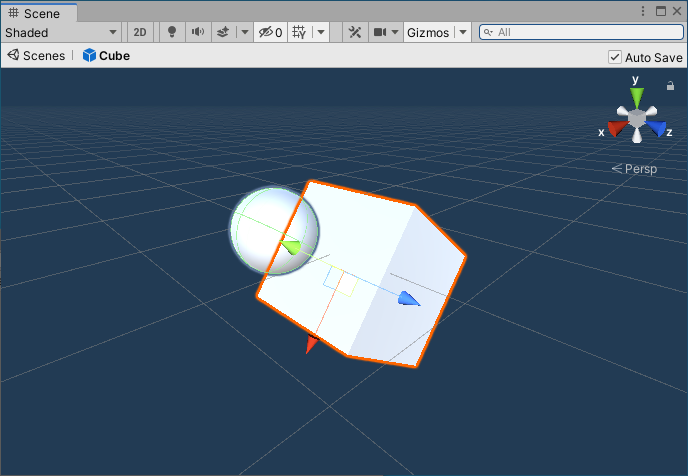 Scene
Shaded 2D 0 Gizmos All
Scenes Cube Auto Save
y
x z
Persp